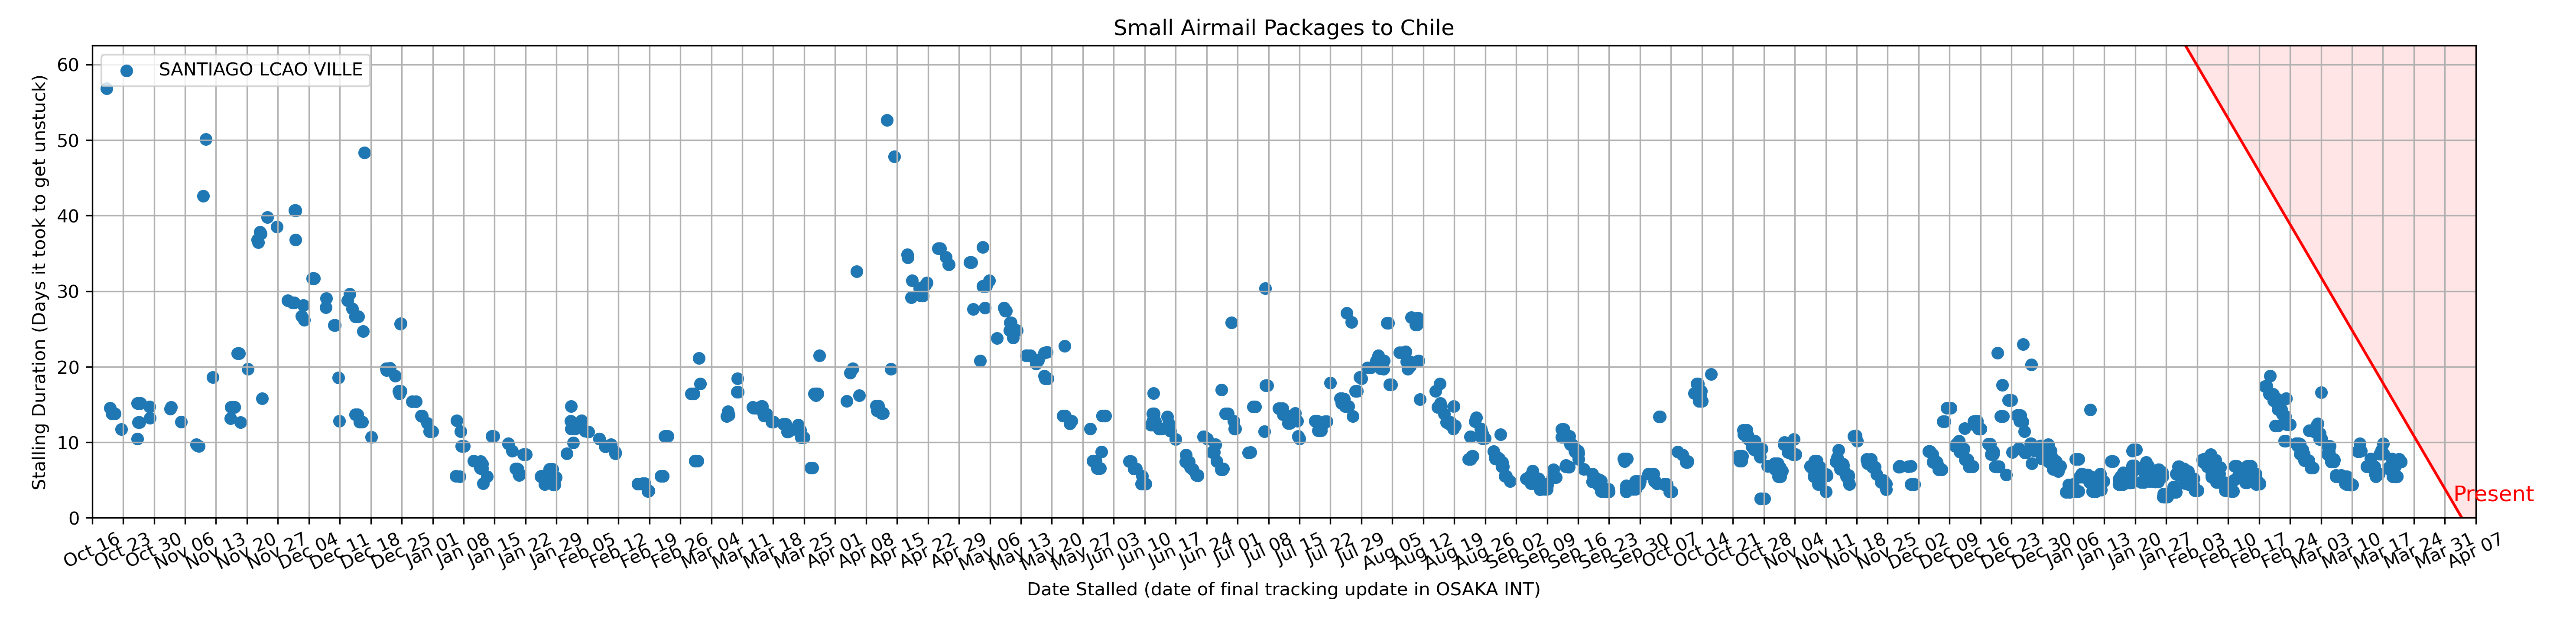 Small Airmail Packages to Chile
SANTIAGO LCAO VILLE
Stalling Duration (Days it took to get unstuck)
60
50
40
30
20
10
0
Present
Oct 16 Oct 23 Oct 30 Nov 06 Nov 13 Nov 20 Nov 27 Dec 04 Dec 11 Dec 18 Dec 25 Jan 01 Jan 08 Jan 15 Jan 22 Jan 29 Feb 05 Feb 12 Feb 19 Feb 26 Mar 04 Mar 11 Mar 18 Mar 25 Apr 01 Apr 08 Apr 15 Apr 22 Apr 29 May 06 May 13 May 20 May 27 Jun 03 Jun 10 Jun 17 Jun 24 Jul 01 Jul 08 Jul 15 Jul 22 Jul 29 Aug 05 Aug 12 Aug 19 Aug 26 Sep 02 Sep 09 Sep 16 Sep 23 Sep 30 Oct 07 Oct 14 Oct 21 Oct 28 Nov 04 Nov 11 Nov 18 Nov 25 Dec 02 Dec 09 Dec 16 Dec 23 Dec 30 Jan 06 Jan 13 Jan 20 Jan 27 Feb 03 Feb 10 Feb 17 Feb 24 Mar 03 Mar 10 Mar 17 Mar 24 Mar 31 Apr 07
Date Stalled (date of final tracking update in OSAKA INT)